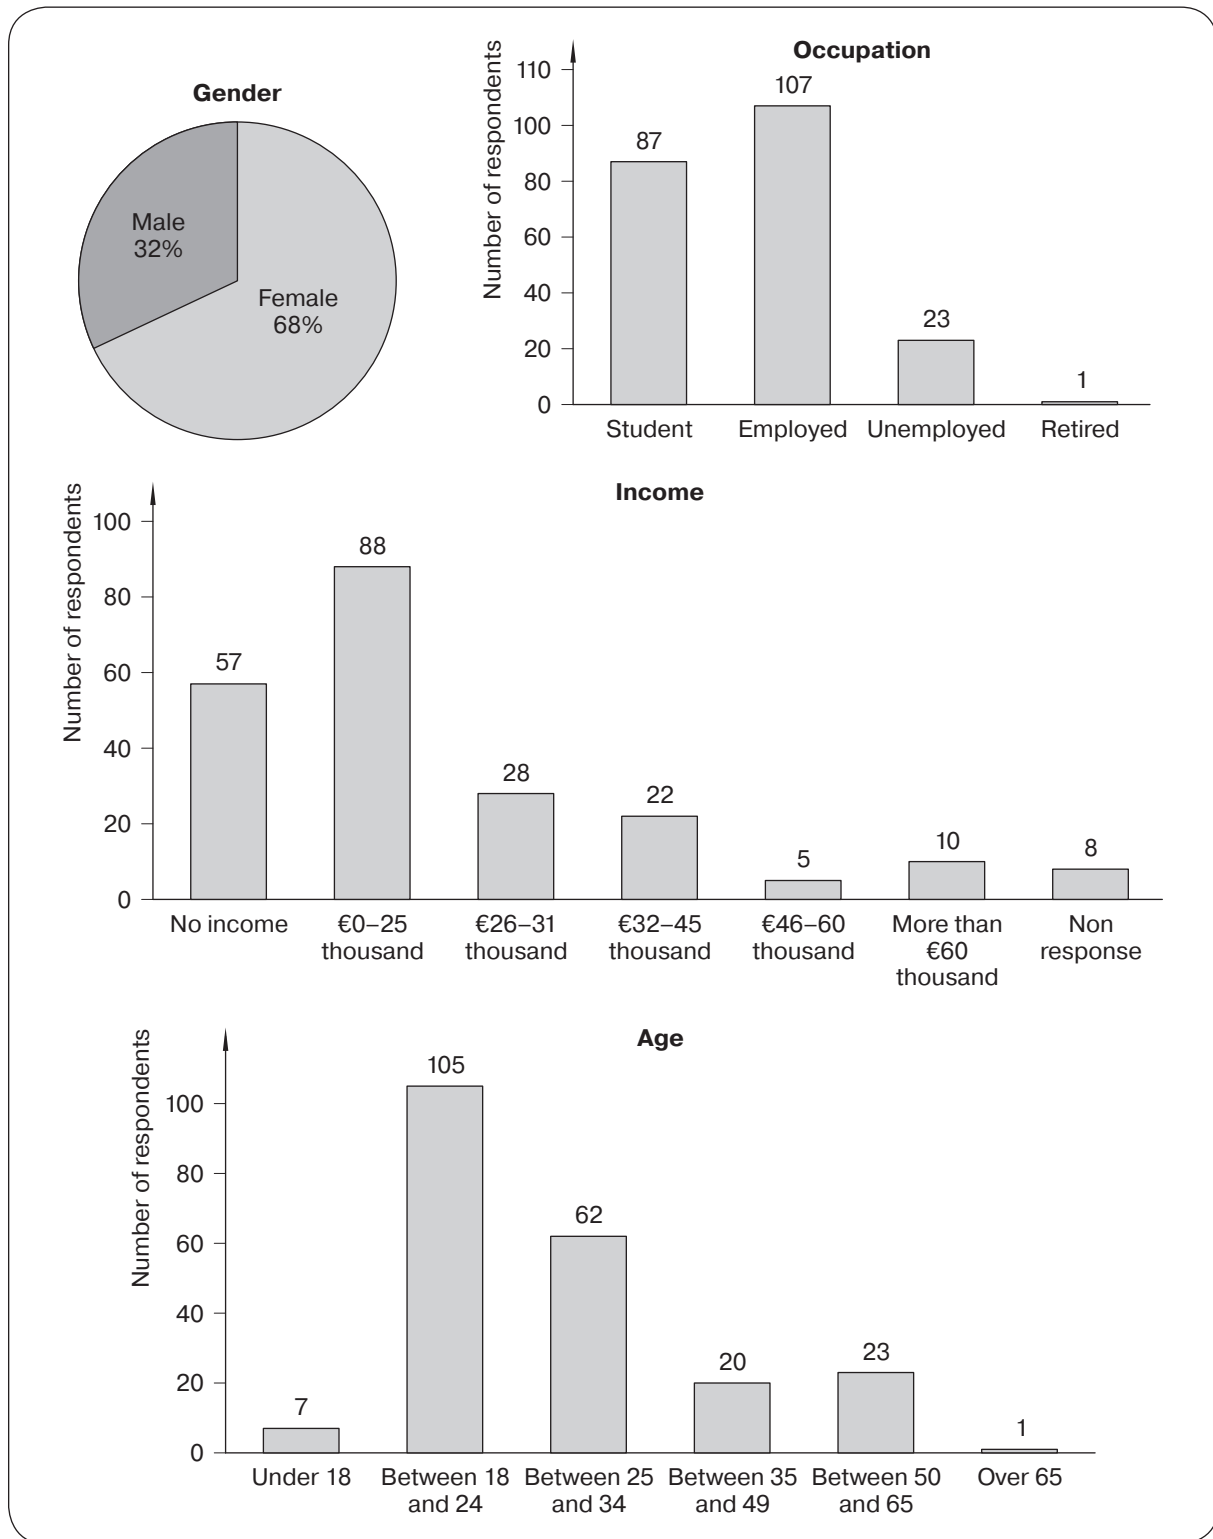 Gender
Male
32%
Female
68%
Occupation
Number of respondents
110
100
80
60
40
20
0
87
107
23
1
Student
Employed
Unemployed
Retired
Income
Number of respondents
100
80
60
40
20
0
57
88
28
22
5
10
8
No income
€0–25
thousand
€26–31
thousand
€32–45
thousand
€46–60
thousand
More than
€60
thousand
Non
response
Age
Number of respondents
100
80
60
40
20
0
7
105
62
20
23
1
Under 18
Between 18
and 24
Between 25
and 34
Between 35
and 49
Between 50
and 65
Over 65